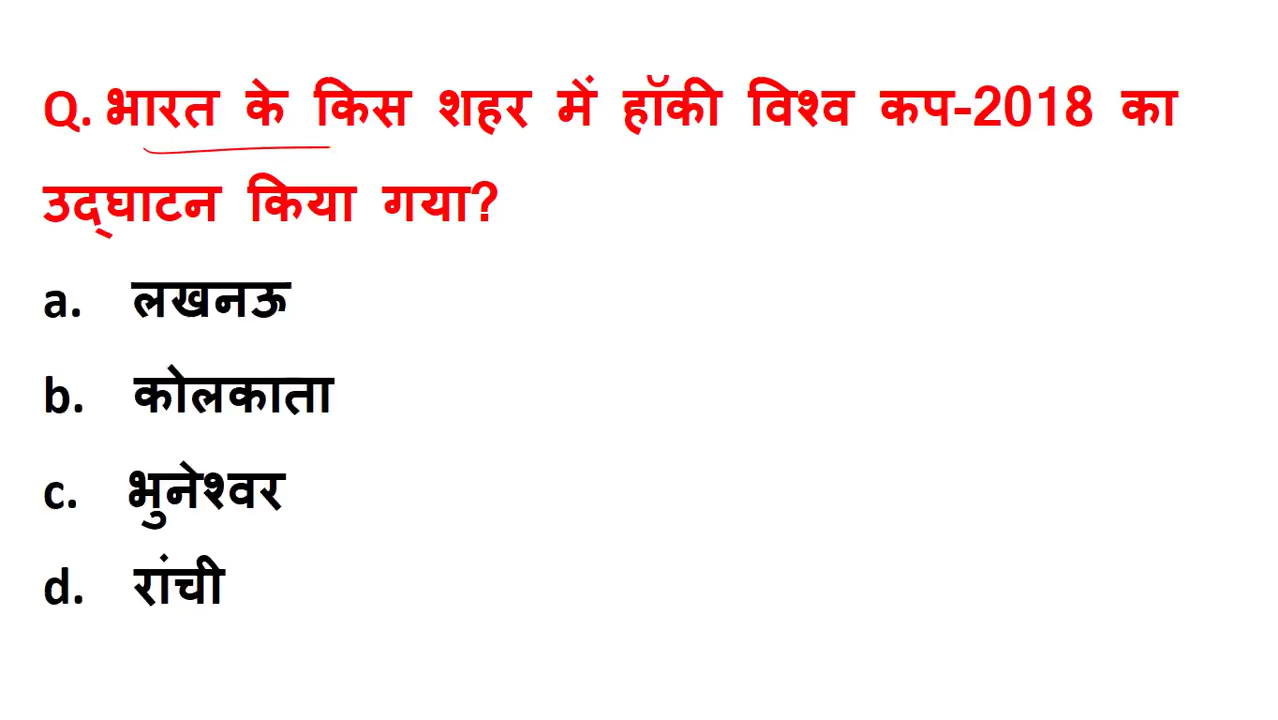 Q. भारत के किस शहर में हॉकी विश्व कप-2018 का
उद्घाटन किया गया?
a. लखनऊ
b. कोलकाता
c. भुनेश्वर
d. रांची